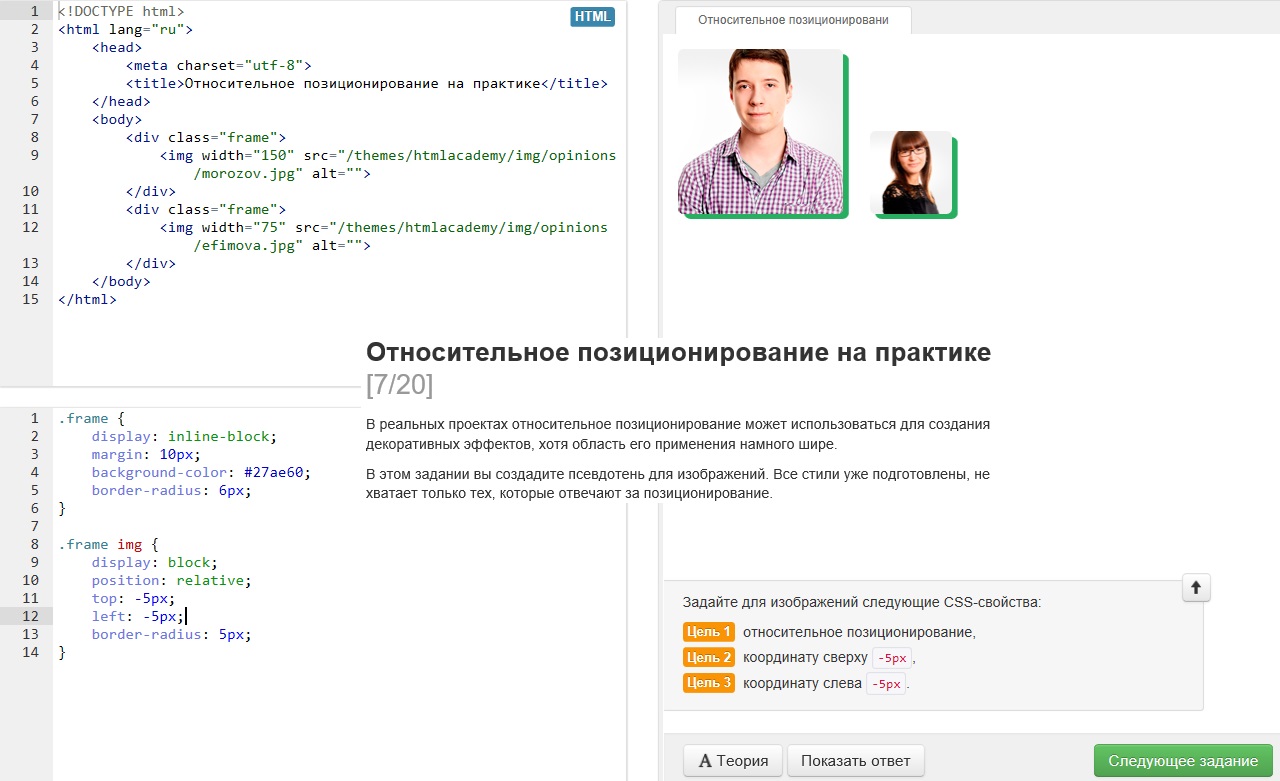 1 <!DOCTYPE html>
HTML
2 <html lang="ru">
3 <head>
4 <meta charset="utf-8">
5 <title>Относительное позиционирование на практике</title>
6 </head>
7 <body>
8 <div class="frame">
9 <img width="150" src="/themes/htmlacademy/img/opinions
/morozov.jpg" alt="">
10 </div>
11 <div class="frame">
12 <img width="75" src="/themes/htmlacademy/img/opinions
/efimova.jpg" alt="">
13 </div>
14 </body>
15 </html>
Относительное позиционировани
Относительное позиционирование на практике
[7/20]
В реальных проектах относительное позиционирование может использоваться для создания
декоративных эффектов, хотя область его применения намного шире.
В этом задании вы создадите псевдотень для изображений. Все стили уже подготовлены, не
хватает только тех, которые отвечают за позиционирование.
1 .frame {
2 display: inline-block;
3 margin: 10px;
4 background-color: #27ae60;
5 border-radius: 6px;
6 }
7
8 .frame img {
9 display: block;
10 position: relative;
11 top: -5px;
12 left: -5px;
13 border-radius: 5px;
14 }
Задайте для изображений следующие CSS-свойства:
Цель 1 относительное позиционирование,
Цель 2 координату сверху -5px,
Цель 3 координату слева -5px.
A Теория
Показать ответ
Следующее задание